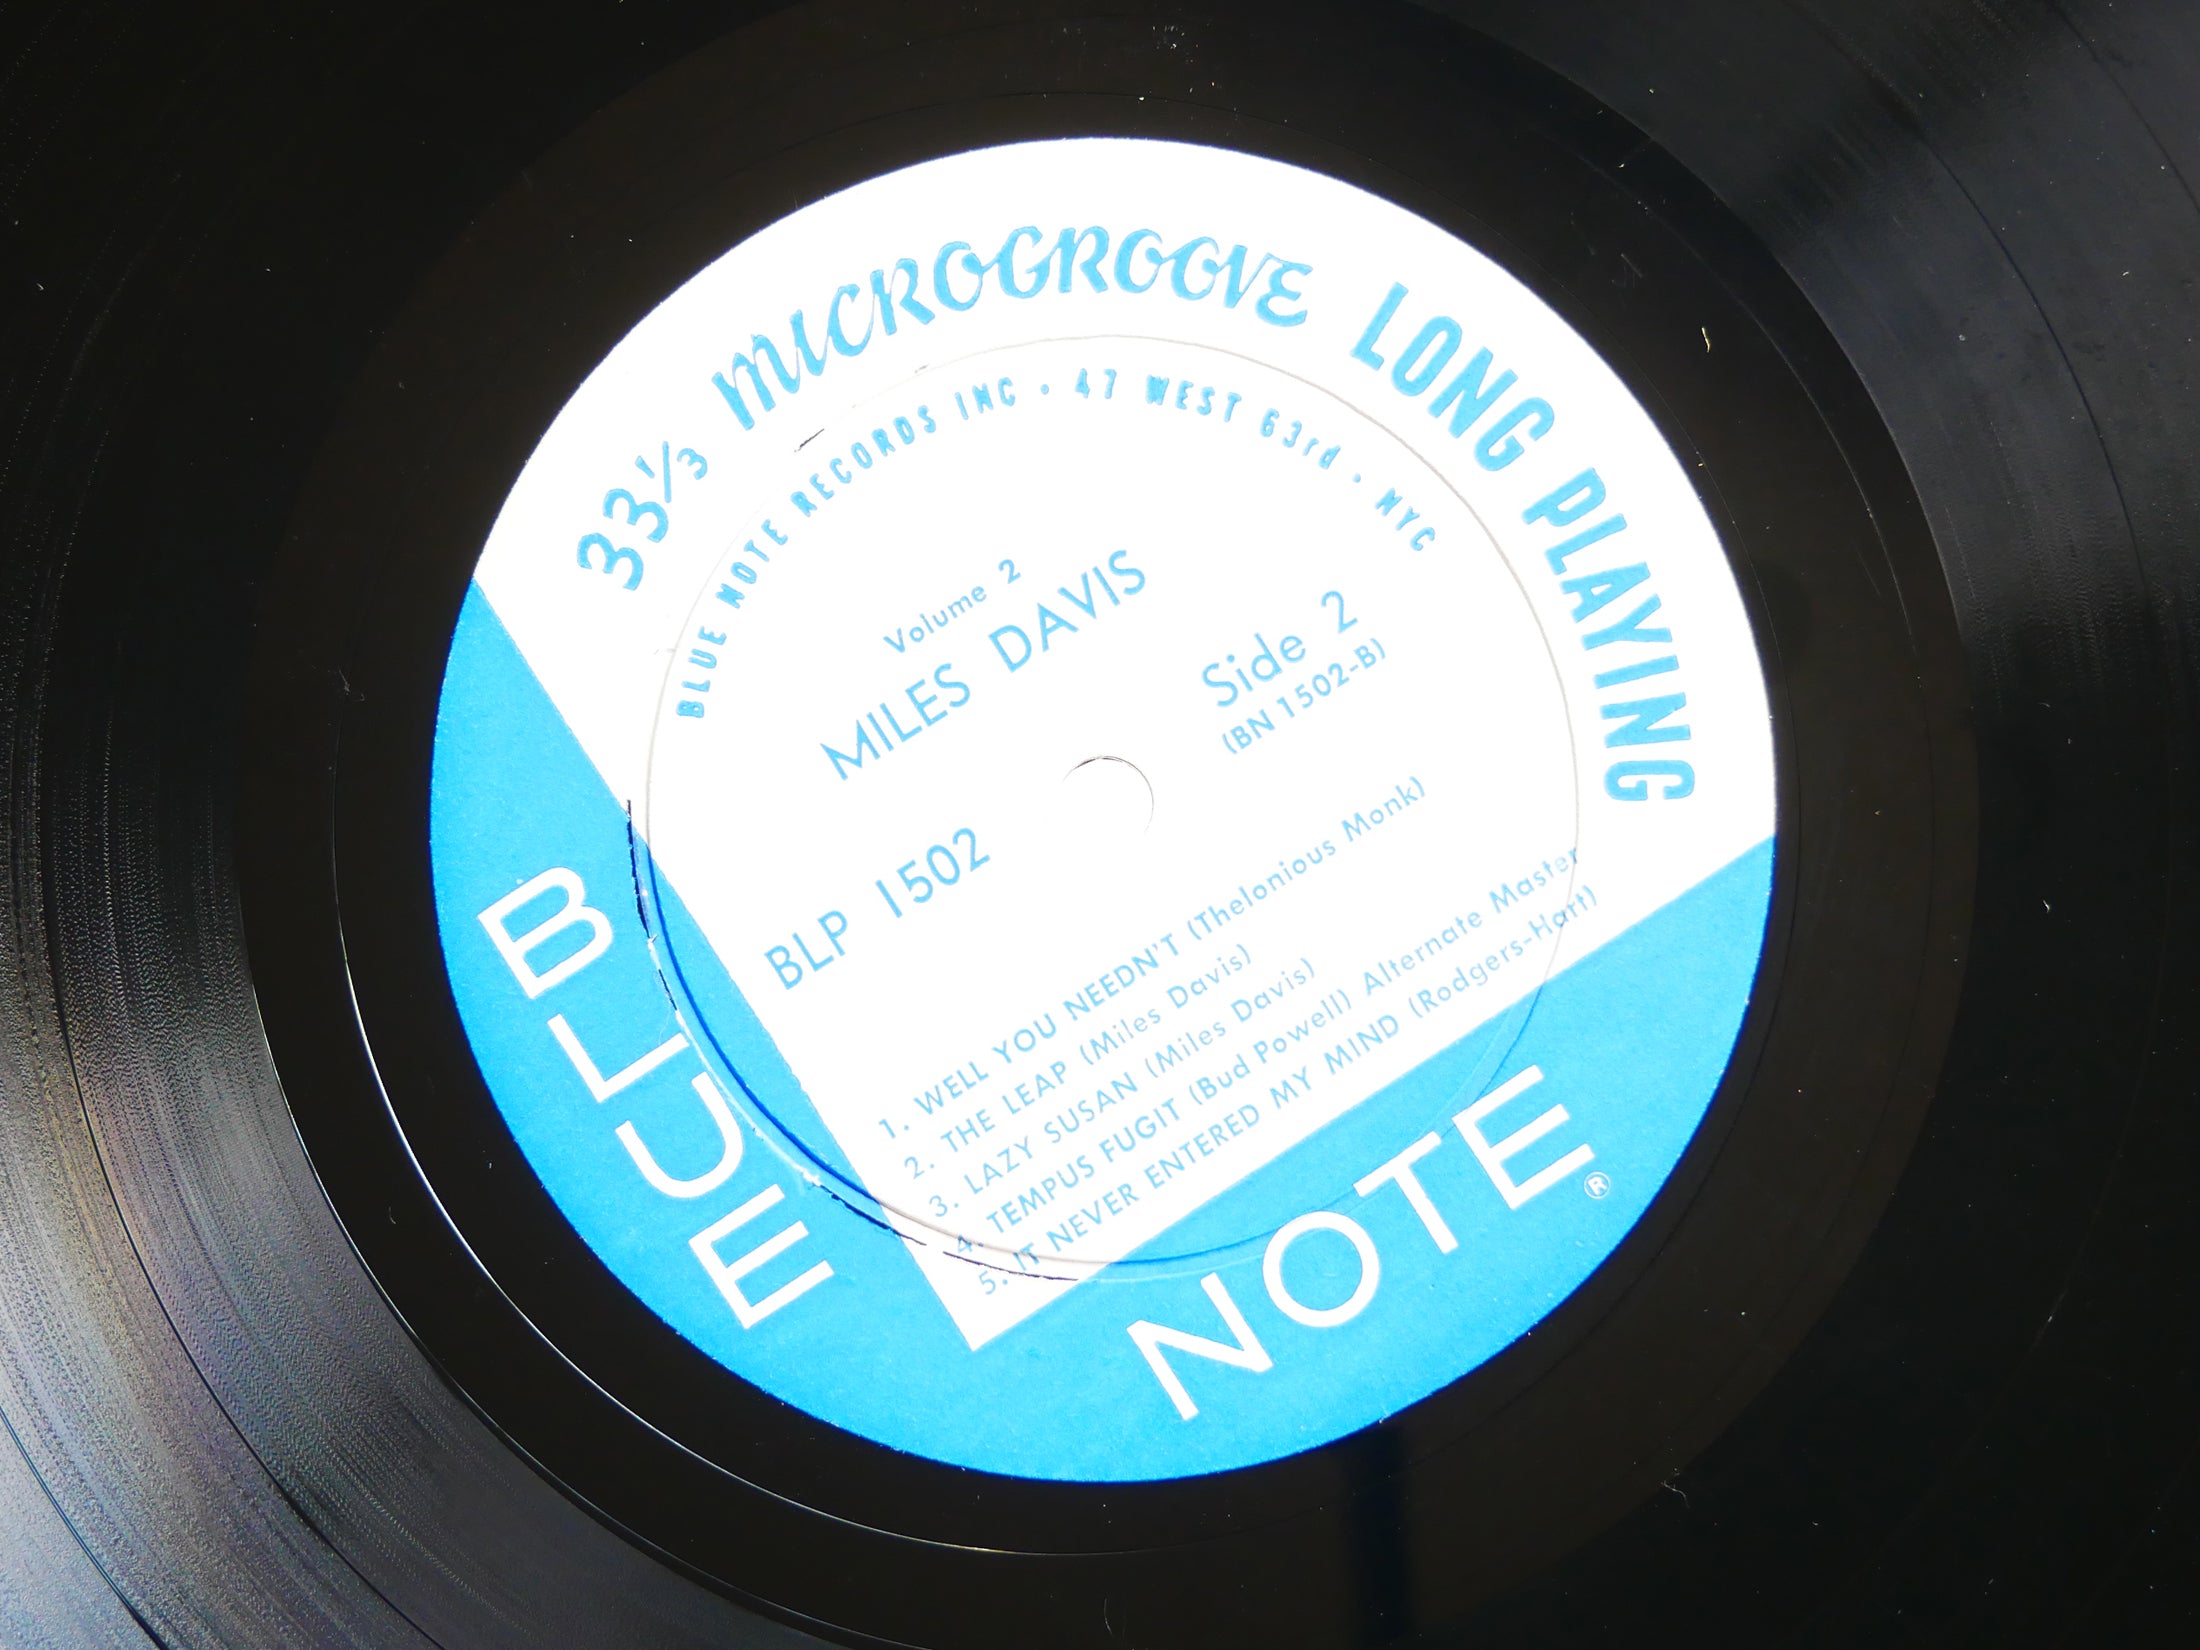 33⅓ MICROGROOVE LONG PLAYING
BLUE NOTE RECORDS INC · 47 WEST 63rd · NYC
Volume 2
MILES DAVIS
Side 2
(BN 1502-B)
BLP 1502
1. WELL YOU NEEDN'T (Thelonious Monk)
2. THE LEAP (Miles Davis)
3. LAZY SUSAN (Miles Davis)
4. TEMPUS FUGIT (Bud Powell) Alternate Master
5. IT NEVER ENTERED MY MIND (Rodgers-Hart)
BLUE
NOTE®